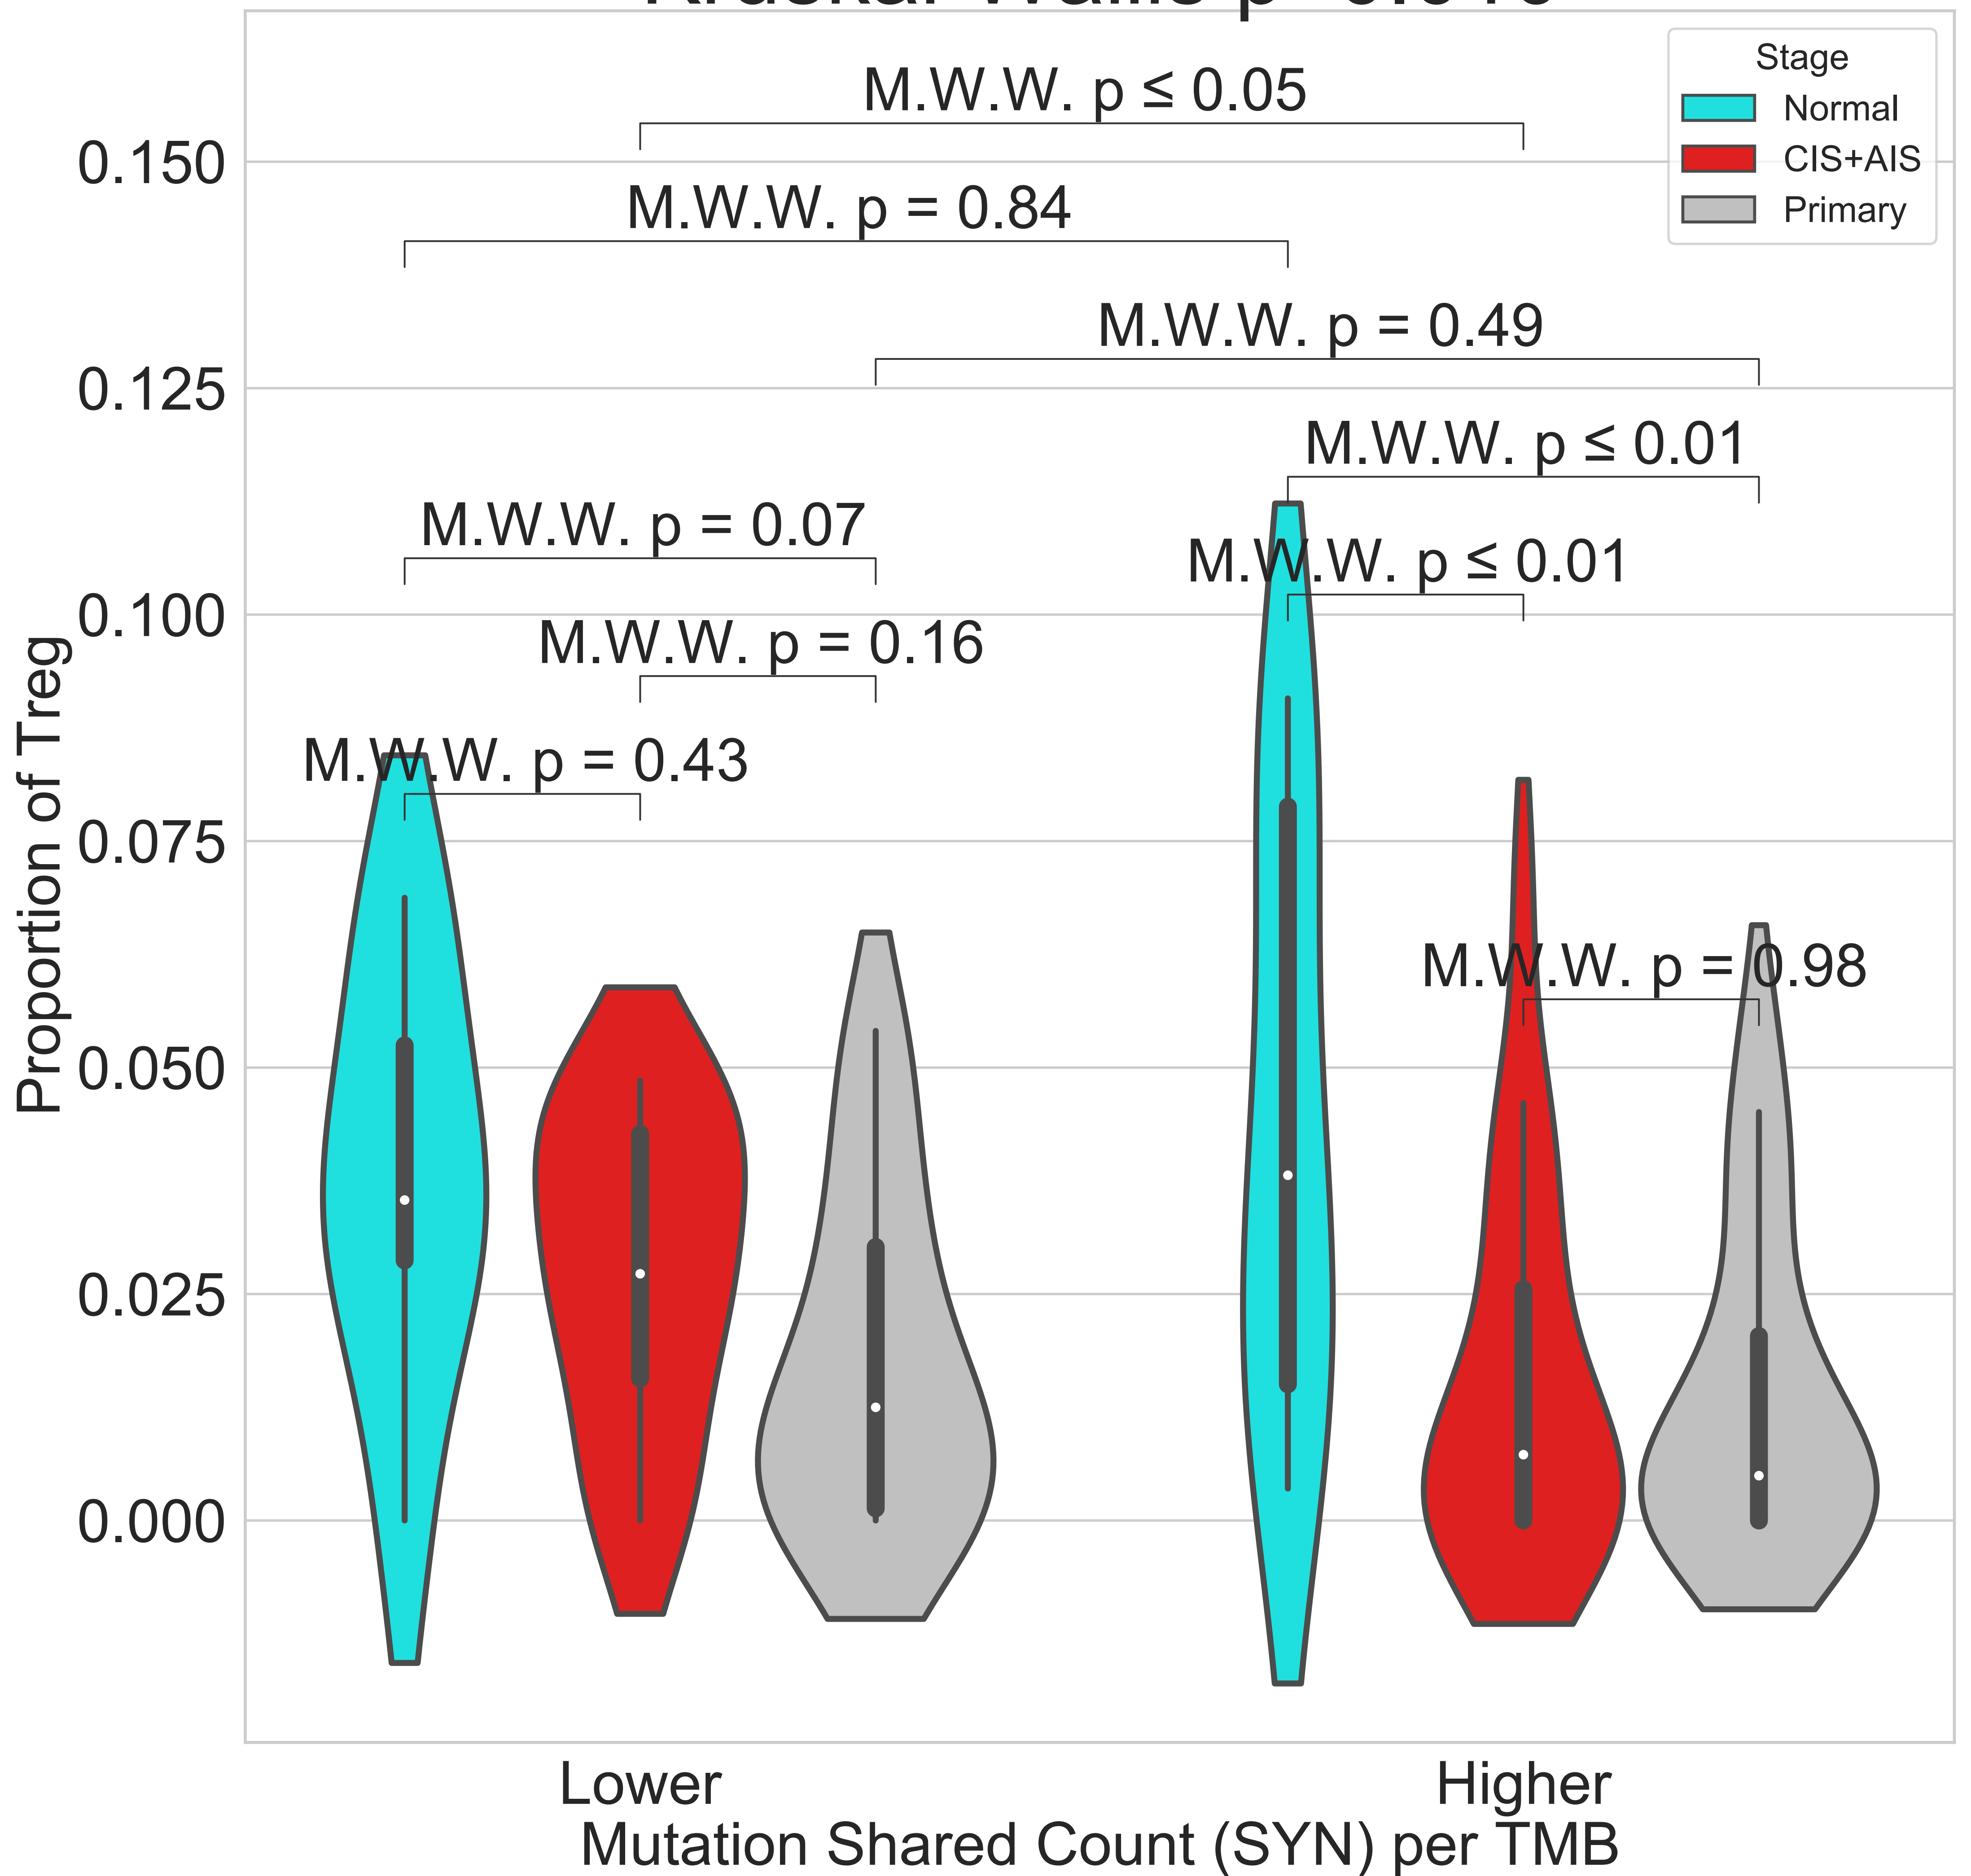 Stage
Normal
CIS+AIS
Primary
M.W.W. p ≤ 0.05
M.W.W. p = 0.84
M.W.W. p = 0.49
M.W.W. p ≤ 0.01
M.W.W. p = 0.07
M.W.W. p ≤ 0.01
M.W.W. p = 0.16
M.W.W. p = 0.43
M.W.W. p = 0.98
0.150
0.125
0.100
0.075
0.050
0.025
0.000
Proportion of Treg
Lower
Higher
Mutation Shared Count (SYN) per TMB